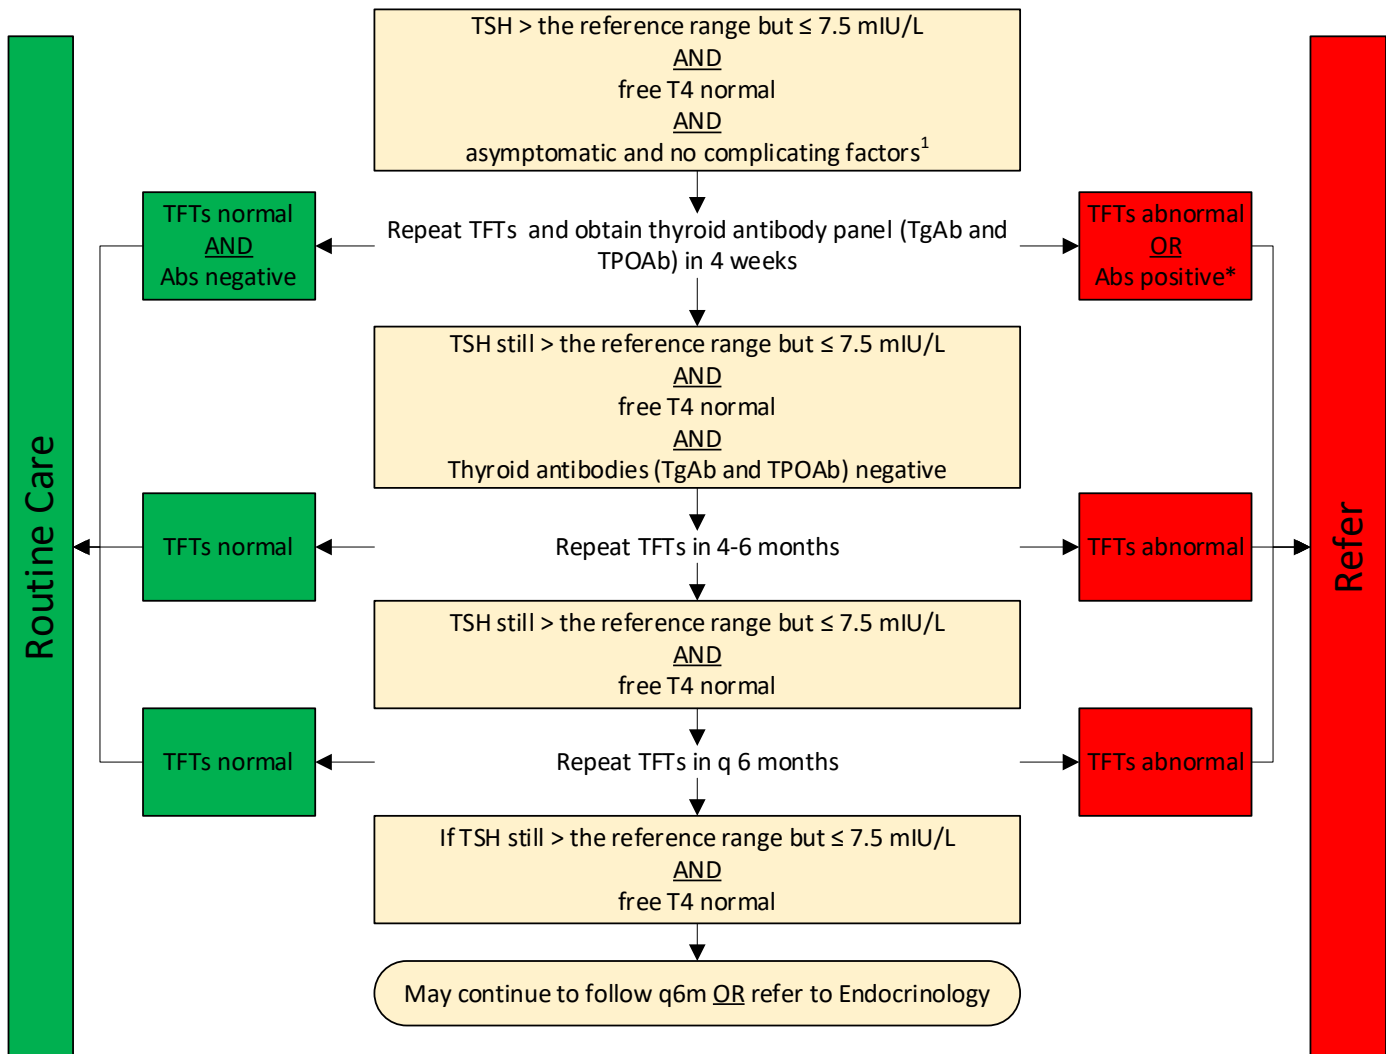 TSH > the reference range but ≤ 7.5 mIU/L
AND
free T4 normal
AND
asymptomatic and no complicating factors¹
TFTs normal
AND
Abs negative
Repeat TFTs and obtain thyroid antibody panel (TgAb and
TPOAb) in 4 weeks
TFTs abnormal
OR
Abs positive*
TSH still > the reference range but ≤ 7.5 mIU/L
AND
free T4 normal
AND
Thyroid antibodies (TgAb and TPOAb) negative
Routine Care
Refer
TFTs normal
Repeat TFTs in 4-6 months
TFTs abnormal
TSH still > the reference range but ≤ 7.5 mIU/L
AND
free T4 normal
TFTs normal
Repeat TFTs in q 6 months
TFTs abnormal
If TSH still > the reference range but ≤ 7.5 mIU/L
AND
free T4 normal
May continue to follow q6m OR refer to Endocrinology